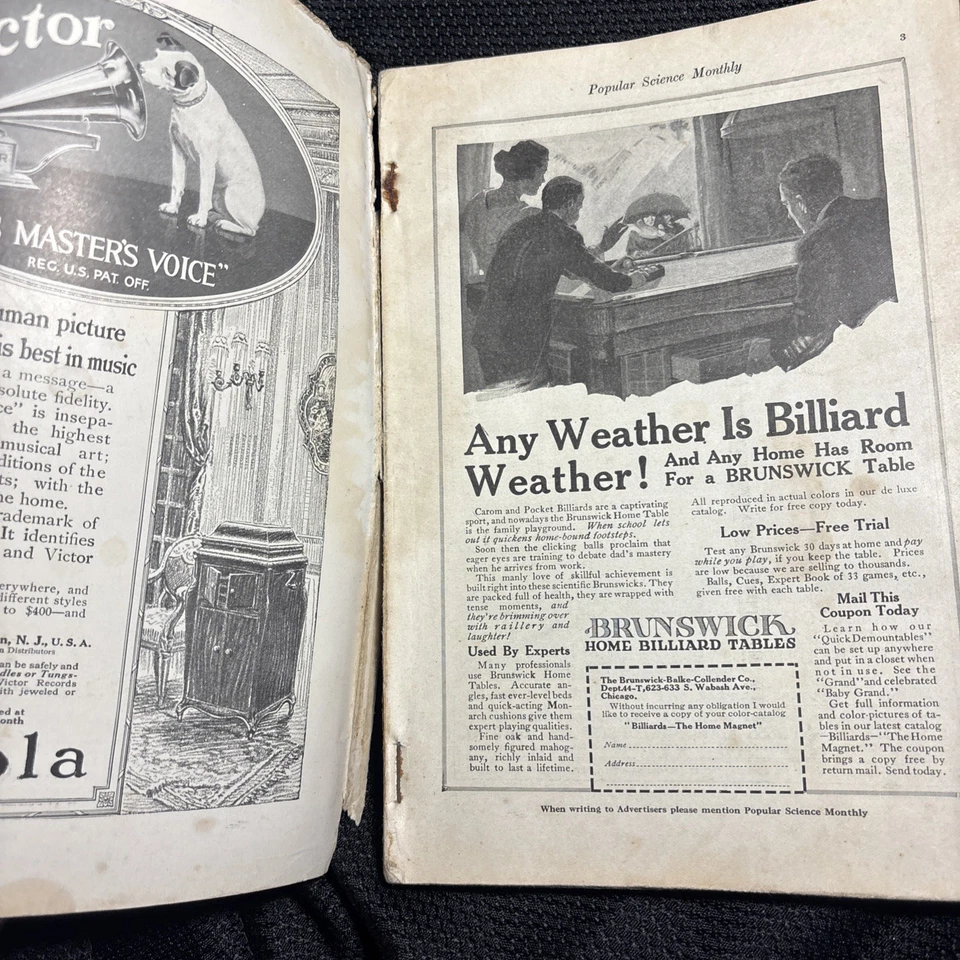 ctor
MASTER'S VOICE"
REG. U.S. PAT. OFF.
uman picture
is best in music
a message—a
solute fidelity.
ce" is insepa-
the highest
musical art;
ditions of the
ts; with the
he home.
rademark of
It identifies
and Victor
erywhere, and
different styles
to $400—and
n, N. J., U.S.A.
Distributors
an be safely and
dles or Tungs-
Victor Records
ith jeweled or
ed at
onth
ola
3
Popular Science Monthly
Any Weather Is Billiard
Weather! And Any Home Has Room
For a BRUNSWICK Table
Carom and Pocket Billiards are a captivating
sport, and nowadays the Brunswick Home Table
is the family playground. When school lets
out it quickens home-bound footsteps.
Soon then the clicking balls proclaim that
eager eyes are training to debate dad's mastery
when he arrives from work.
This manly love of skillful achievement is
built right into these scientific Brunswicks. They
are packed full of health, they are wrapped with
tense moments, and
they're brimming over
with raillery and
laughter!
Used By Experts
Many professionals
use Brunswick Home
Tables. Accurate an-
gles, fast ever-level beds
and quick-acting Mon-
arch cushions give them
expert playing qualities.
Fine oak and hand-
somely figured mahog-
any, richly inlaid and
built to last a lifetime.
All reproduced in actual colors in our de luxe
catalog. Write for free copy today.
Low Prices—Free Trial
Test any Brunswick 30 days at home and pay
while you play, if you keep the table. Prices
are low because we are selling to thousands.
Balls, Cues, Expert Book of 33 games, etc.,
given free with each table.
BRUNSWICK
HOME BILLIARD TABLES
The Brunswick-Balke-Collender Co.,
Dept.44-T,623-633 S. Wabash Ave.,
Chicago.
Without incurring any obligation I would
like to receive a copy of your color-catalog
"Billiards—The Home Magnet"
Name
Address
Mail This
Coupon Today
Learn how our
"Quick Demountables"
can be set up anywhere
and put in a closet when
not in use. See the
"Grand" and celebrated
"Baby Grand."
Get full information
and color-pictures of ta-
bles in our latest catalog
—Billiards—"The Home
Magnet." The coupon
brings a copy free by
return mail. Send today.
When writing to Advertisers please mention Popular Science Monthly